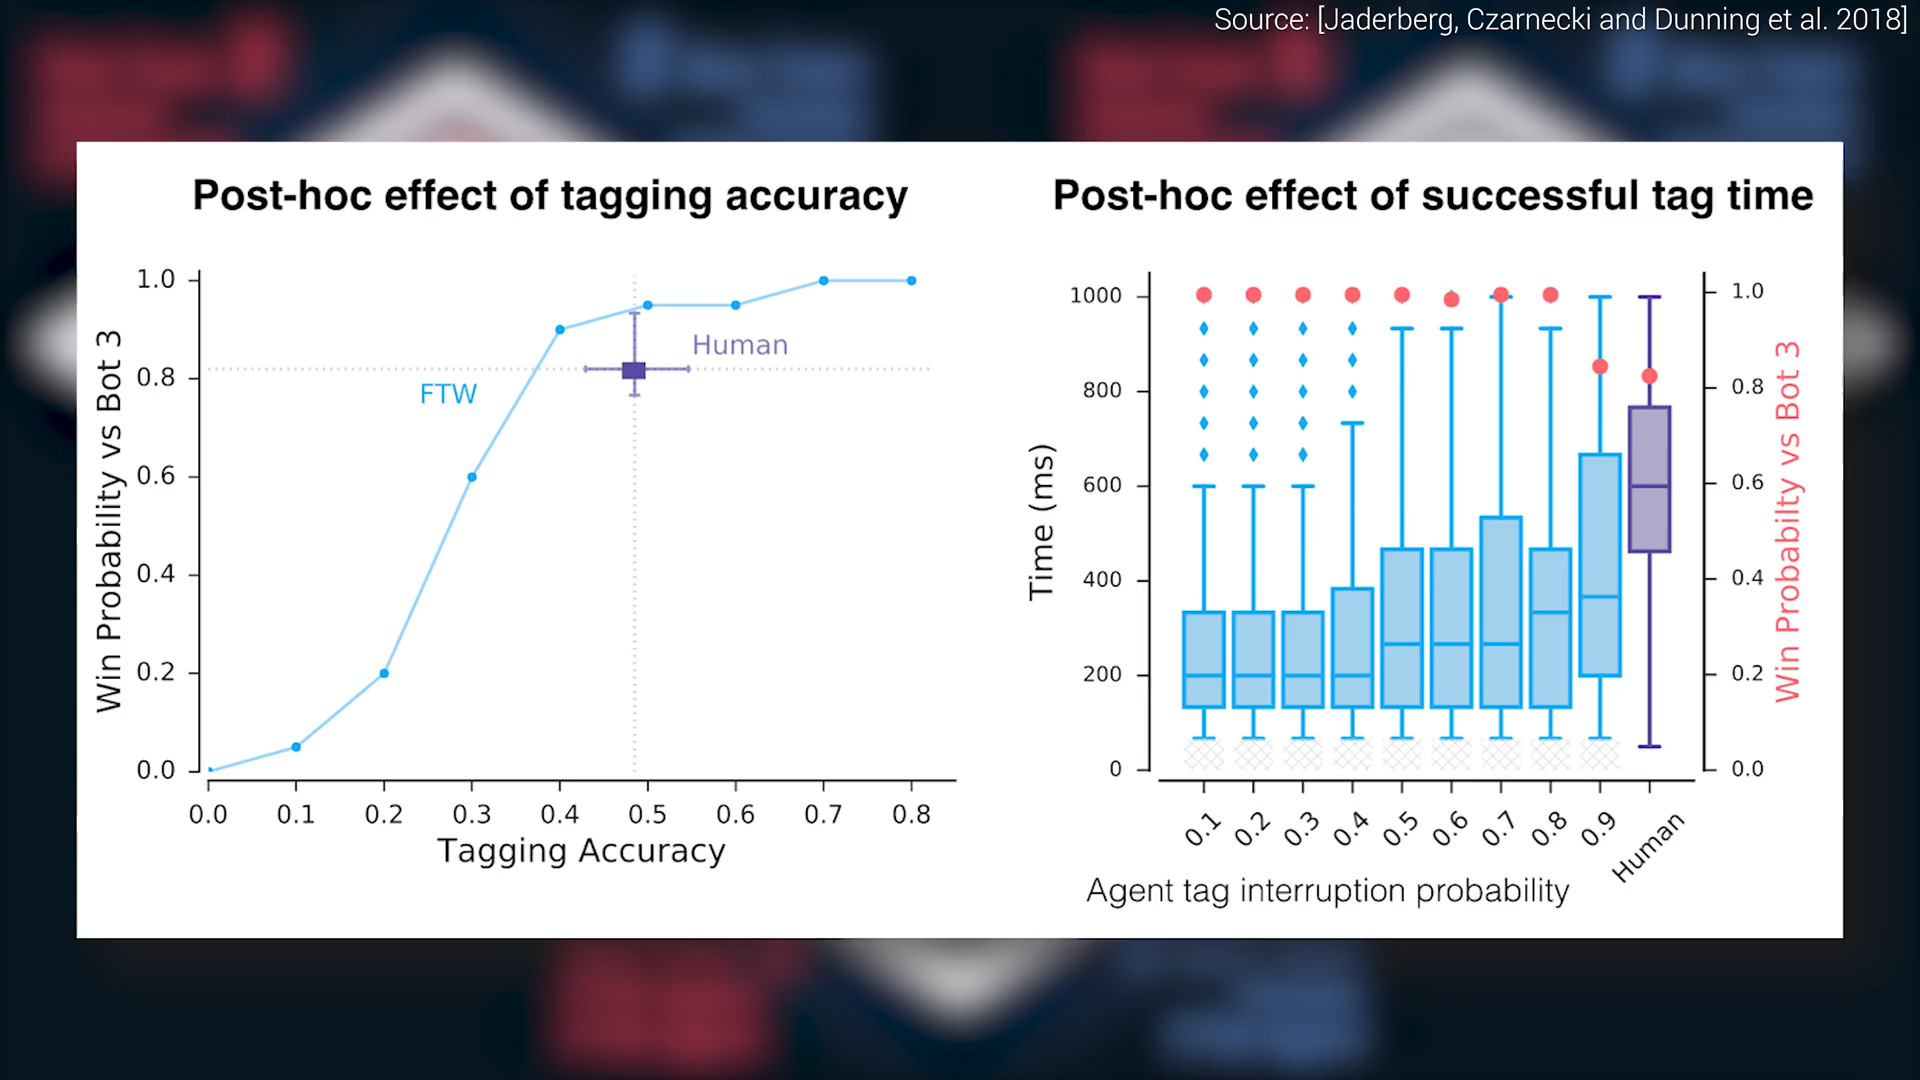 Source: [Jaderberg, Czarnecki and Dunning et al. 2018]
Post-hoc effect of tagging accuracy
Win Probability vs Bot 3
1.0
0.8
0.6
0.4
0.2
0.0
FTW
Human
0.0 0.1 0.2 0.3 0.4 0.5 0.6 0.7 0.8
Tagging Accuracy
Post-hoc effect of successful tag time
Time (ms)
1000
800
600
400
200
0
1.0
0.8
0.6
0.4
0.2
0.0
Win Probabilty vs Bot 3
0.1 0.2 0.3 0.4 0.5 0.6 0.7 0.8 0.9 Human
Agent tag interruption probability